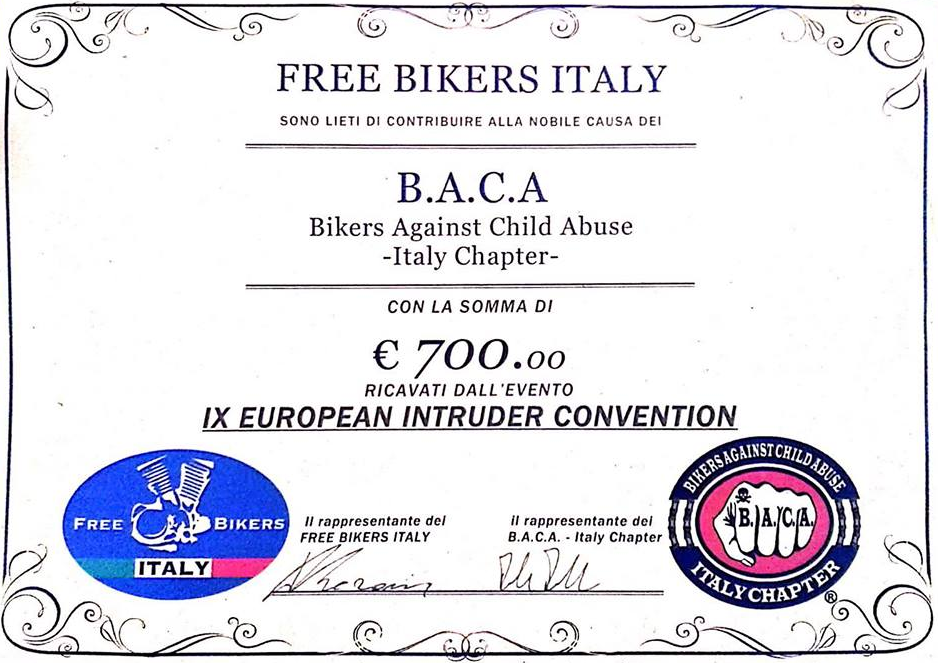 FREE BIKERS ITALY
SONO LIETI DI CONTRIBUIRE ALLA NOBILE CAUSA DEI
B.A.C.A
Bikers Against Child Abuse
-Italy Chapter-
CON LA SOMMA DI
€ 700.00
RICAVATI DALL'EVENTO
IX EUROPEAN INTRUDER CONVENTION
FREE BIKERS
ITALY
Il rappresentante del
FREE BIKERS ITALY
il rappresentante dei
B.A.C.A. - Italy Chapter
BIKERS AGAINST CHILD ABUSE
B. A. C. A.
ITALY CHAPTER
®